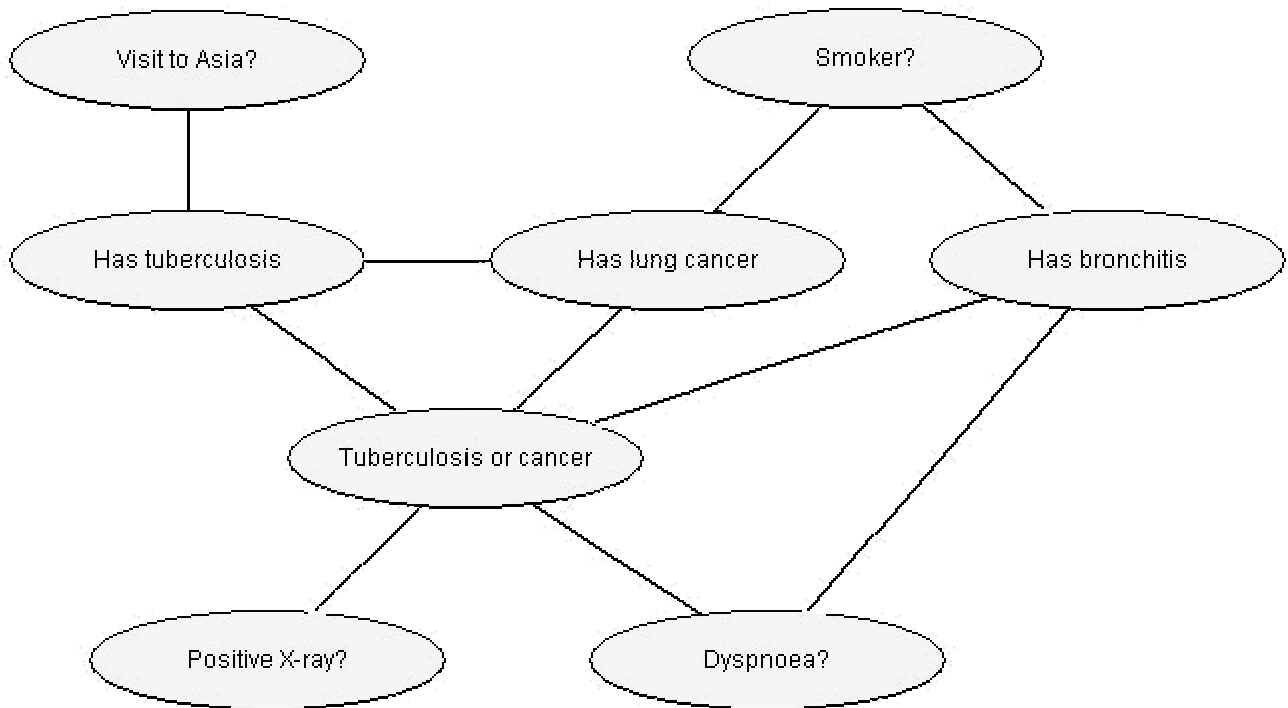 Visit to Asia?
Smoker?
Has tuberculosis
Has lung cancer
Has bronchitis
Tuberculosis or cancer
Positive X-ray?
Dyspnoea?